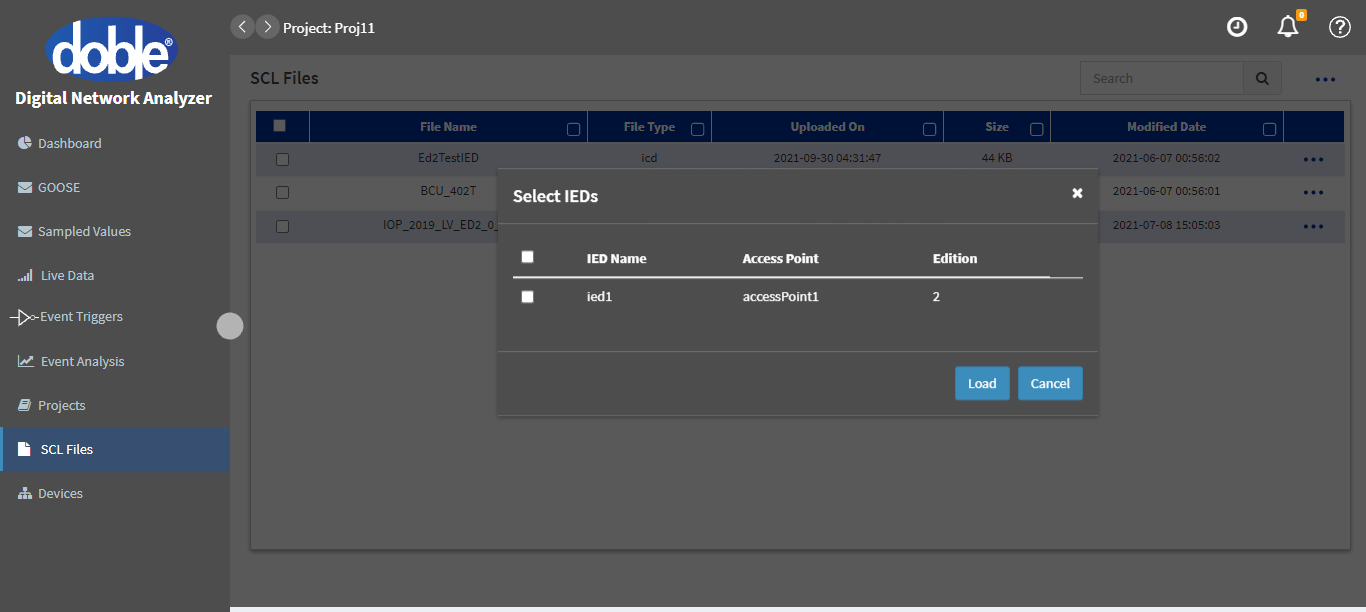 doble®
Digital Network Analyzer
Dashboard
GOOSE
Sampled Values
Live Data
Event Triggers
Event Analysis
Projects
SCL Files
Devices
Project: Proj11
0
SCL Files
Search
File Name File Type Uploaded On Size Modified Date
Ed2TestIED icd 2021-09-30 04:31:47 44 KB 2021-06-07 00:56:02
BCU_402T 2021-06-07 00:56:01
IOP_2019_LV_ED2_0_ 2021-07-08 15:05:03
Select IEDs
IED Name Access Point Edition
ied1 accessPoint1 2
Load Cancel